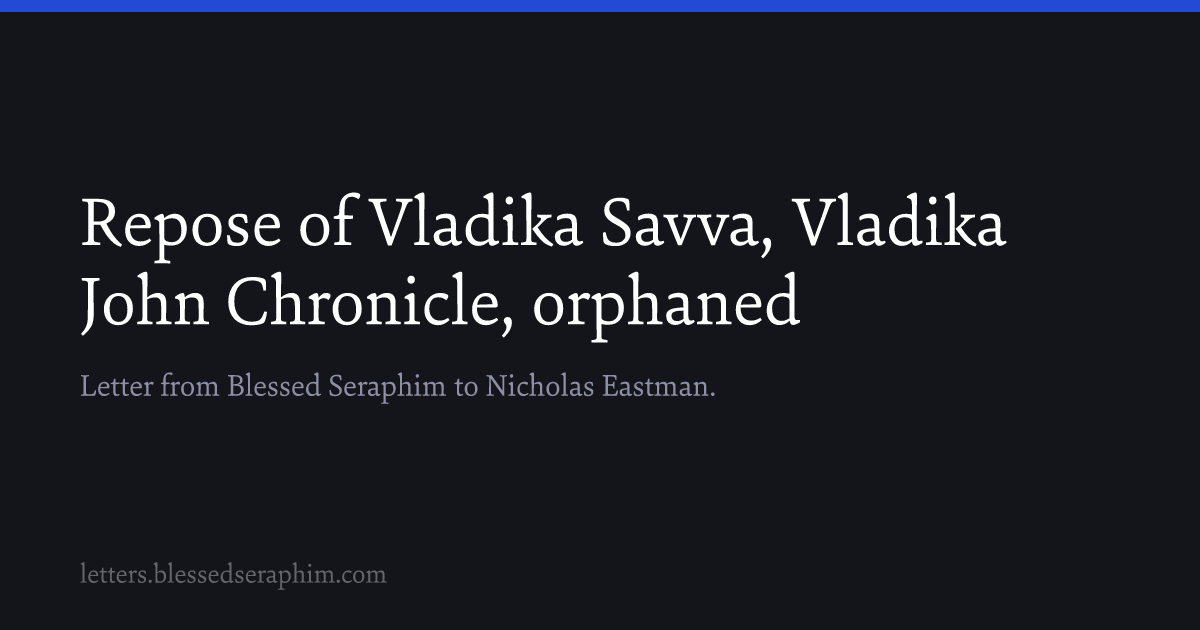 Repose of Vladika Savva, Vladika
John Chronicle, orphaned
Letter from Blessed Seraphim to Nicholas Eastman.
letters.blessedseraphim.com